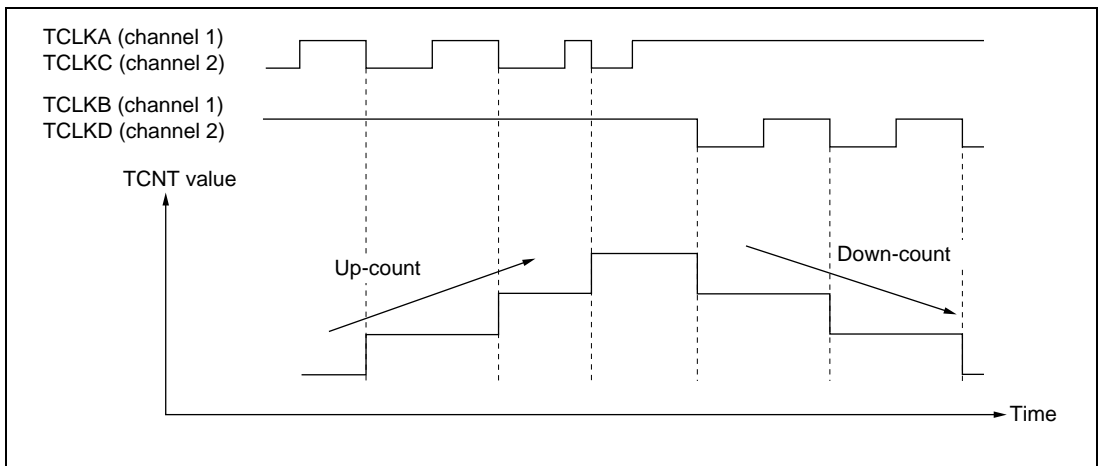 TCLKA (channel 1)
TCLKC (channel 2)
TCLKB (channel 1)
TCLKD (channel 2)
TCNT value
Up-count
Down-count
Time